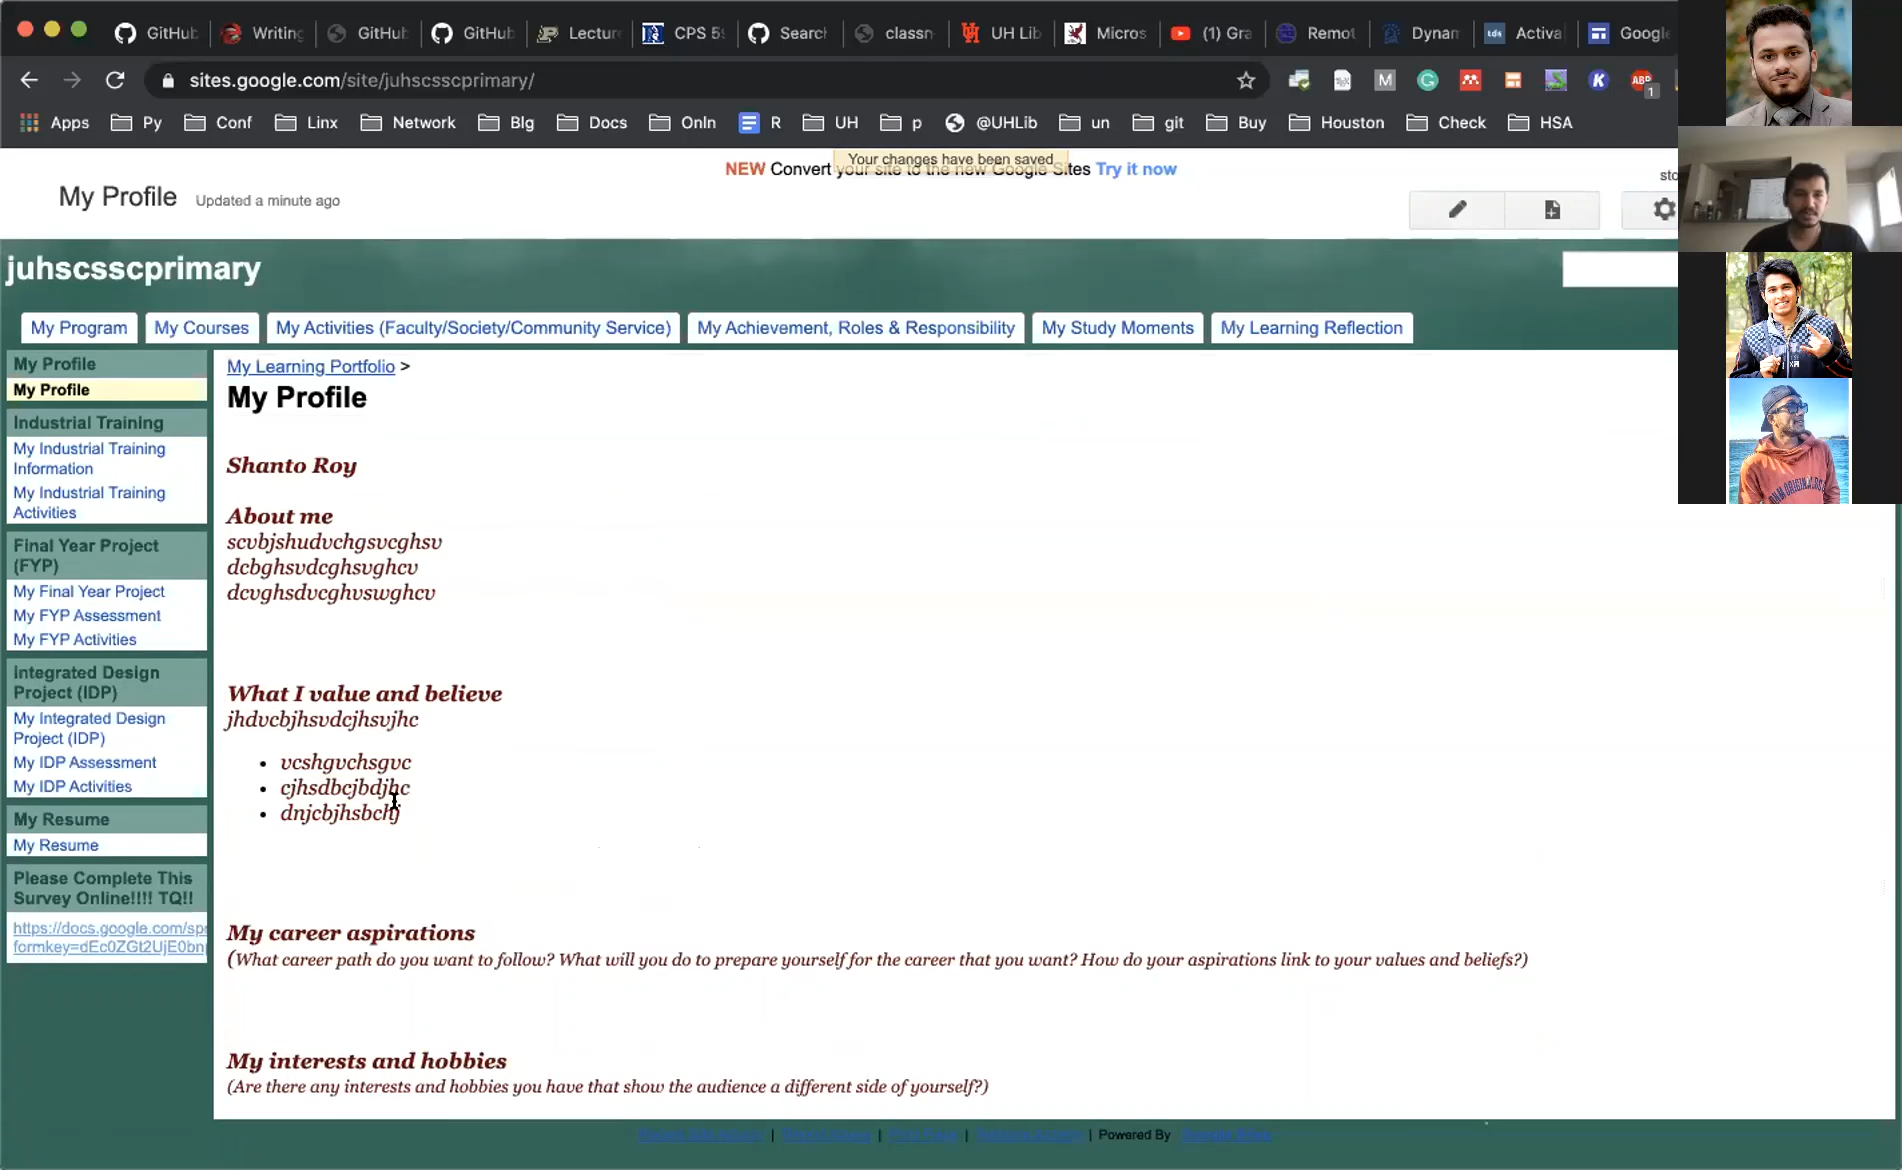 GitHub
Writing
GitHub
GitHub
Lectur
CPS 5
Search
classn
UH Lib
Micros
(1) Gra
Remot
Dynam
Activa
Google
sites.google.com/site/juhscsscprimary/
M
G
K
ABP
1
Apps
Py
Conf
Linx
Network
Blg
Docs
Onln
R
UH
p
@UHLib
un
git
Buy
Houston
Check
HSA
Your changes have been saved
NEW Convert your site to the new Google Sites Try it now
My Profile Updated a minute ago
juhscsscprimary
My Program
My Courses
My Activities (Faculty/Society/Community Service)
My Achievement, Roles & Responsibility
My Study Moments
My Learning Reflection
My Profile
My Profile
Industrial Training
My Industrial Training
Information
My Industrial Training
Activities
Final Year Project
(FYP)
My Final Year Project
My FYP Assessment
My FYP Activities
Integrated Design
Project (IDP)
My Integrated Design
Project (IDP)
My IDP Assessment
My IDP Activities
My Resume
My Resume
Please Complete This
Survey Online!!!! TQ!!
https://docs.google.com/spr
formkey=dEc0ZGt2UjE0bn
My Learning Portfolio >
My Profile
Shanto Roy
About me
scvbjshudvchgsvcghsv
dcbghsvdcghsvghcv
dcvghsdvcghvswghcv
What I value and believe
jhdvcbjhsvdcjhsvjhc
• vcshgvchsgvc
• cjhsdbcjbdjhc
• dnjcbjhsbchj
My career aspirations
(What career path do you want to follow? What will you do to prepare yourself for the career that you want? How do your aspirations link to your values and beliefs?)
My interests and hobbies
(Are there any interests and hobbies you have that show the audience a different side of yourself?)
| | | | Powered By